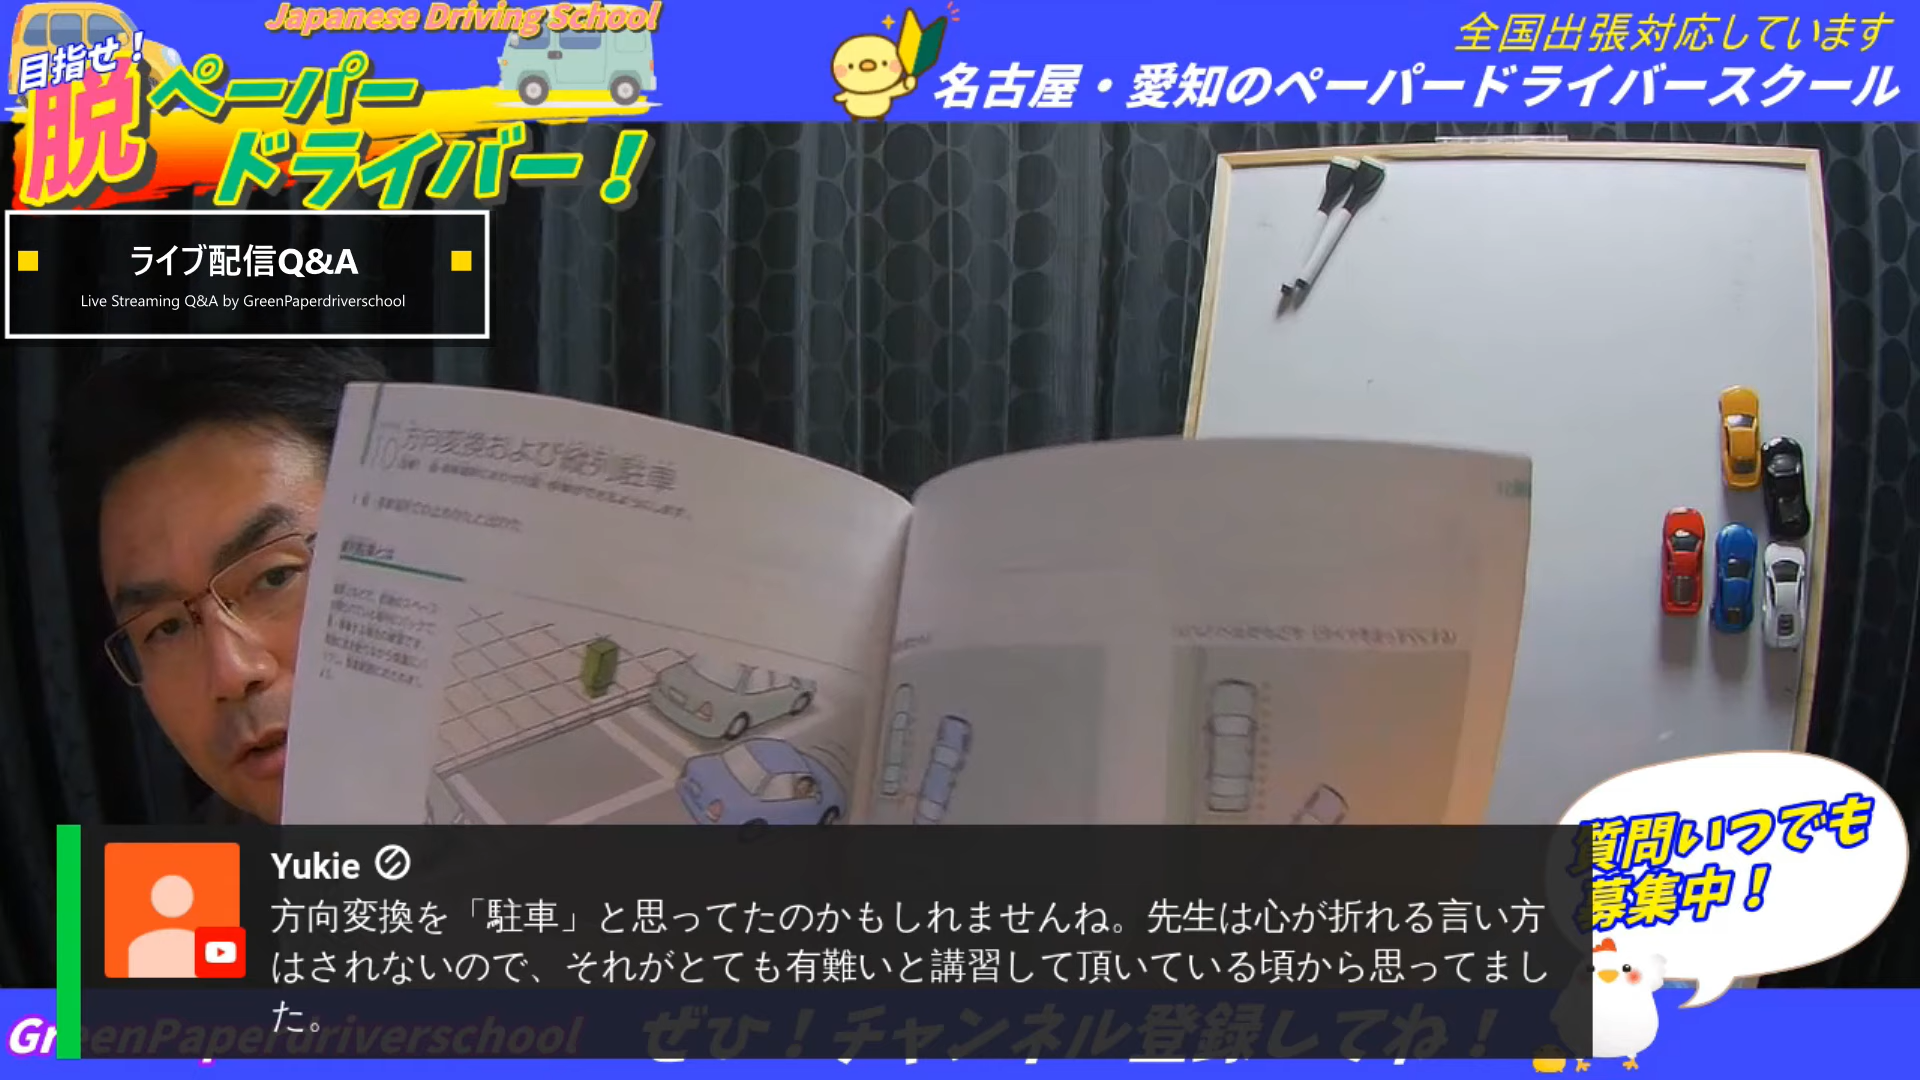 Japanese Driving School
目指せ！
脱ペーパー
ドライバー！
全国出張対応しています
名古屋・愛知のペーパードライバースクール
ライブ配信Q&A
Live Streaming Q&A by GreenPaperdriverschool
10 方向変換および縦列駐車
質問いつでも
募集中！
Yukie
方向変換を「駐車」と思ってたのかもしれませんね。先生は心が折れる言い方
はされないので、それがとても有難いと講習して頂いている頃から思ってまし
た。
GreenPaperdriverschool
ぜひ！チャンネル登録してね！